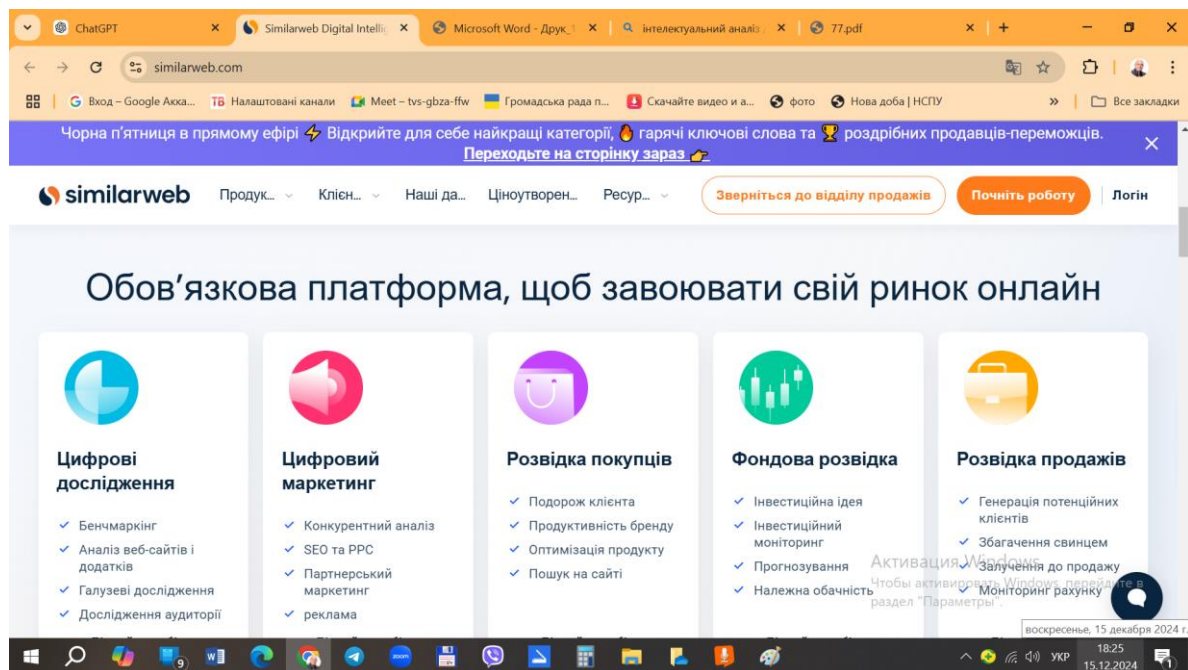 ChatGPT
Similarweb Digital Intellig
Microsoft Word - Друк_1
інтелектуальний аналіз
77.pdf
similarweb.com
Вход – Google Акка...
ТВ Налаштовані канали
Meet – tvs-gbza-ffw
Громадська рада п...
Скачайте видео и а...
фото
Нова доба | НСПУ
»
Все закладки
Чорна п'ятниця в прямому ефірі ⚡ Відкрийте для себе найкращі категорії, 🔥 гарячі ключові слова та 🏆 роздрібних продавців-переможців.
Переходьте на сторінку зараз 👉
similarweb
Продук...
Клієн...
Наші да...
Ціноутворен...
Ресур...
Зверніться до відділу продажів
Почніть роботу
Логін
Обов’язкова платформа, щоб завоювати свій ринок онлайн
Цифрові
дослідження
Бенчмаркінг
Аналіз веб-сайтів і
додатків
Галузеві дослідження
Дослідження аудиторії
Цифровий
маркетинг
Конкурентний аналіз
SEO та PPC
Партнерський
маркетинг
реклама
Розвідка покупців
Подорож клієнта
Продуктивність бренду
Оптимізація продукту
Пошук на сайті
Фондова розвідка
Інвестиційна ідея
Інвестиційний
моніторинг
Прогнозування
Належна обачність
Розвідка продажів
Генерація потенційних
клієнтів
Збагачення свинцем
Залучення до продажу
Моніторинг рахунку
Активация Windows
Чтобы активировать Windows, перейдите в
раздел "Параметры".
воскресенье, 15 декабря 2024 г.
9
zoom
УКР
18:25
15.12.2024
1